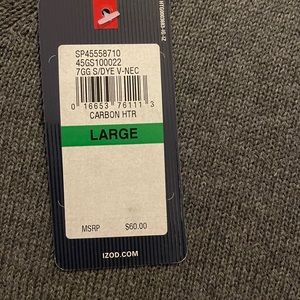 SP45558710
45GS100022
7GG S/DYE V-NEC
0 16653 76111 3
CARBON HTR
LARGE
MSRP $60.00
IZOD.COM